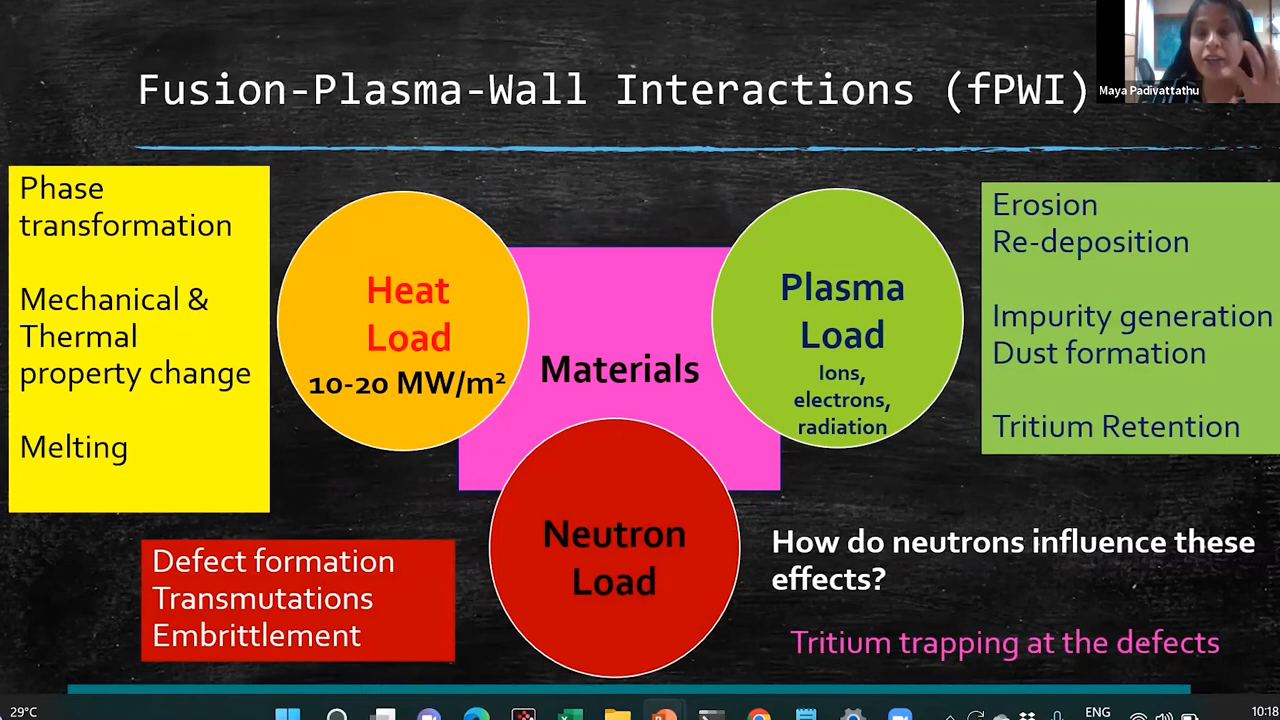 Fusion-Plasma-Wall Interactions (fPWI)
Maya Padivattathu
Phase
transformation
Mechanical &
Thermal
property change
Melting
Heat
Load
10-20 MW/m²
Materials
Plasma
Load
Ions,
electrons,
radiation
Erosion
Re-deposition
Impurity generation
Dust formation
Tritium Retention
Neutron
Load
Defect formation
Transmutations
Embrittlement
How do neutrons influence these
effects?
Tritium trapping at the defects
29°C
ENG
10:18